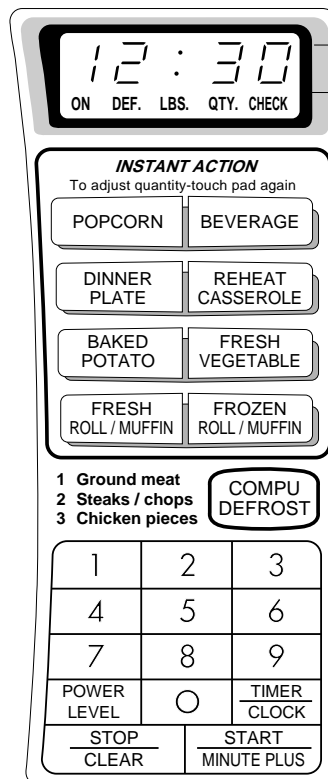 12:30
ON DEF. LBS. QTY. CHECK
INSTANT ACTION
To adjust quantity-touch pad again
POPCORN BEVERAGE
DINNER PLATE
REHEAT CASSEROLE
BAKED POTATO
FRESH VEGETABLE
FRESH ROLL / MUFFIN
FROZEN ROLL / MUFFIN
1 Ground meat
2 Steaks / chops
3 Chicken pieces
COMPU DEFROST
1 2 3
4 5 6
7 8 9
POWER LEVEL
0
TIMER
CLOCK
STOP
CLEAR
START
MINUTE PLUS